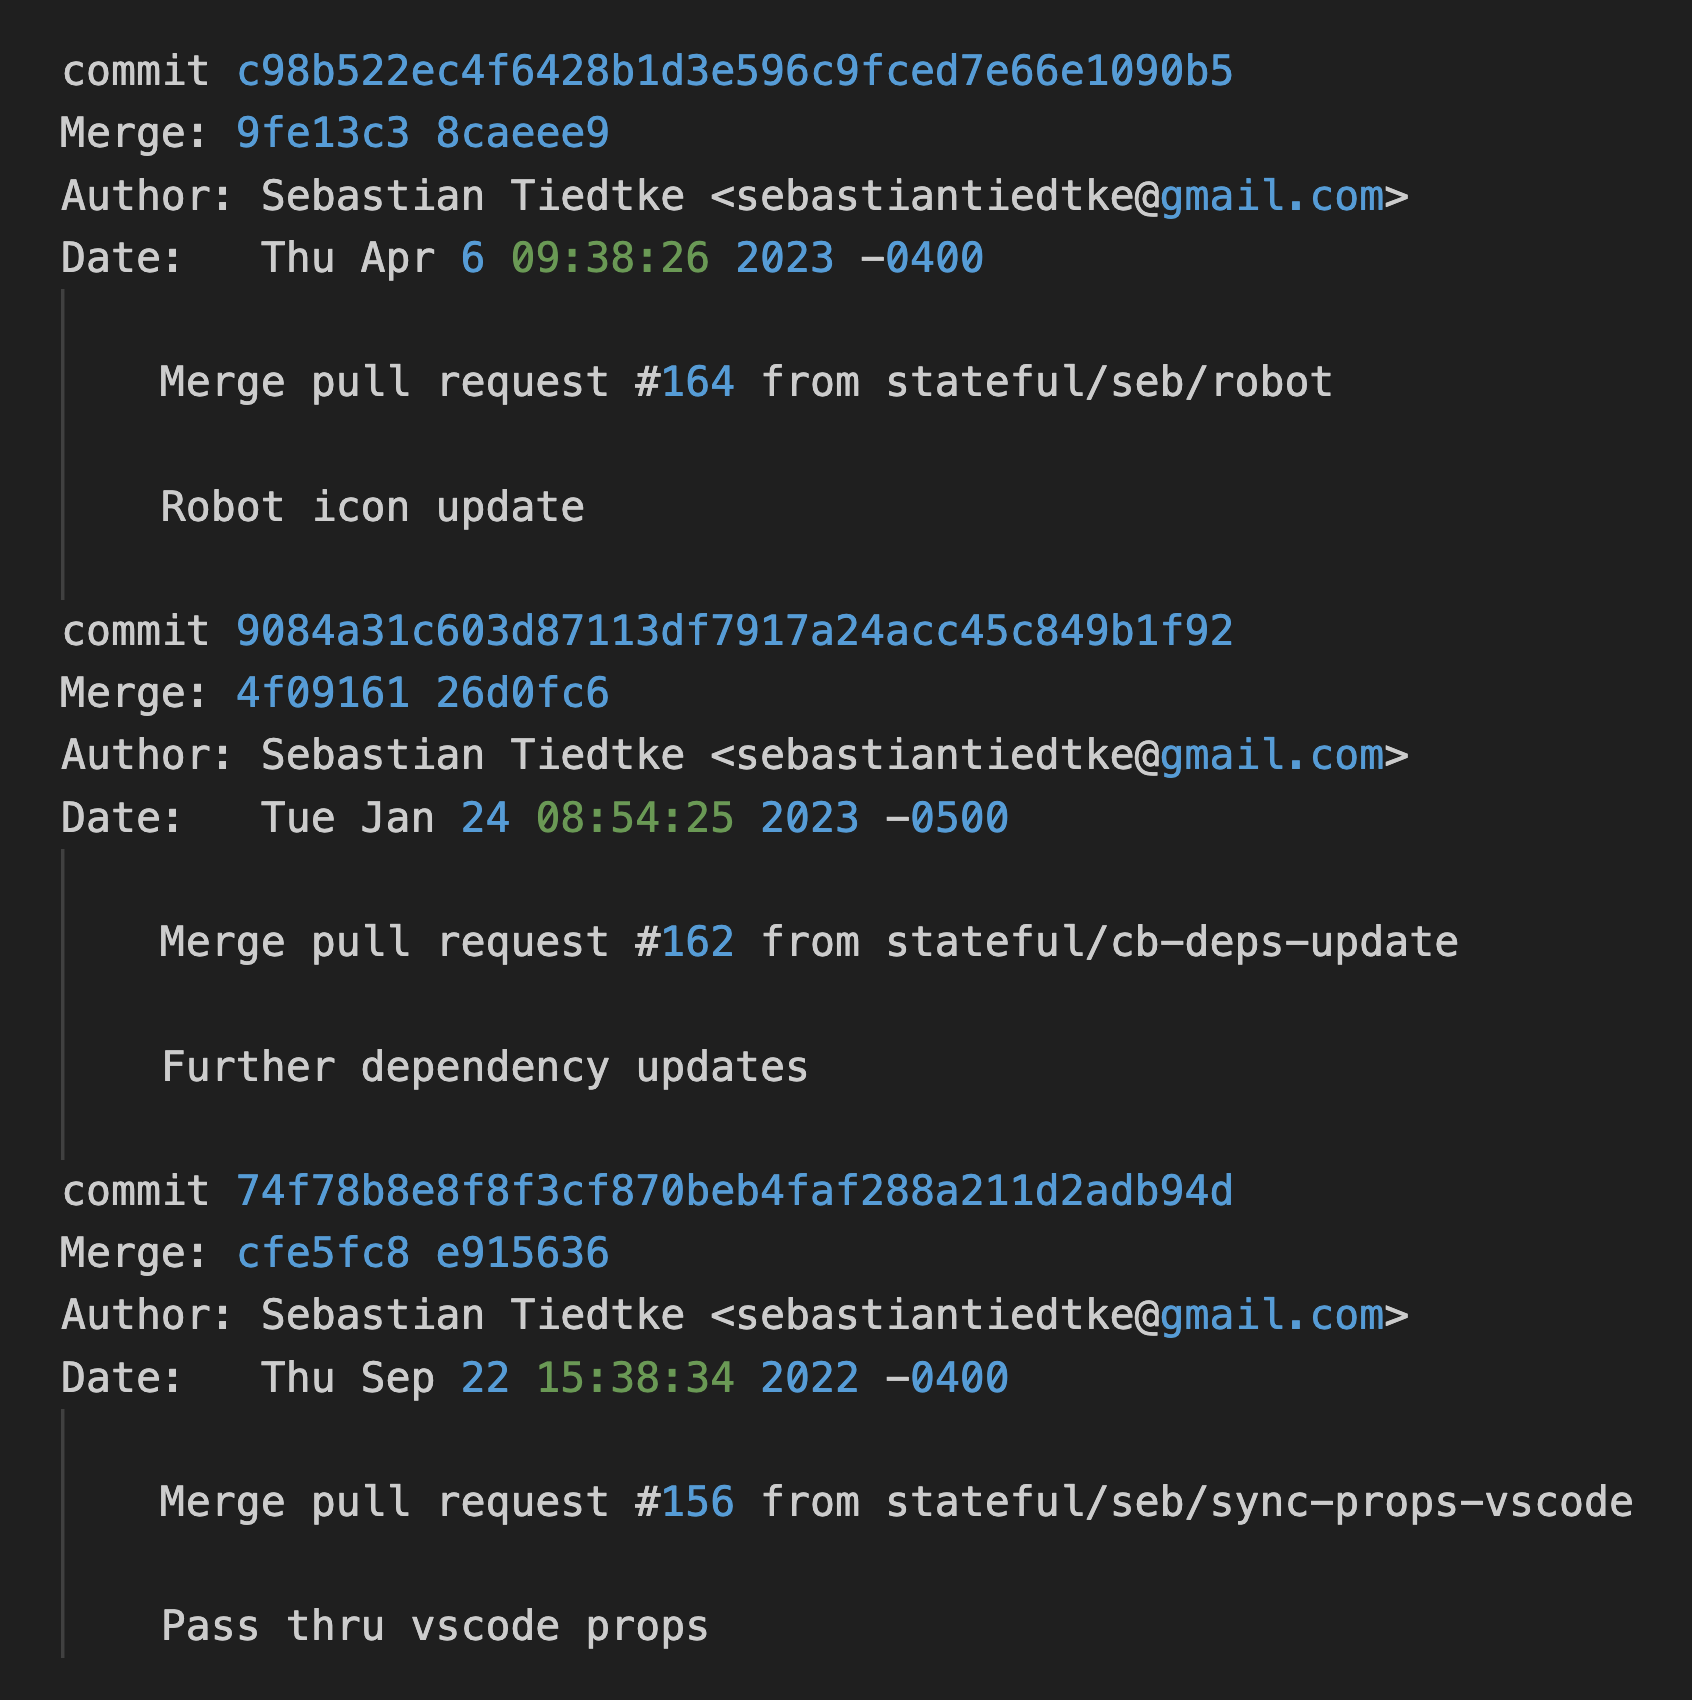 commit c98b522ec4f6428b1d3e596c9fced7e66e1090b5
Merge: 9fe13c3 8caeee9
Author: Sebastian Tiedtke <sebastiantiedtke@gmail.com>
Date:   Thu Apr 6 09:38:26 2023 -0400
Merge pull request #164 from stateful/seb/robot
Robot icon update
commit 9084a31c603d87113df7917a24acc45c849b1f92
Merge: 4f09161 26d0fc6
Author: Sebastian Tiedtke <sebastiantiedtke@gmail.com>
Date:   Tue Jan 24 08:54:25 2023 -0500
Merge pull request #162 from stateful/cb-deps-update
Further dependency updates
commit 74f78b8e8f8f3cf870beb4faf288a211d2adb94d
Merge: cfe5fc8 e915636
Author: Sebastian Tiedtke <sebastiantiedtke@gmail.com>
Date:   Thu Sep 22 15:38:34 2022 -0400
Merge pull request #156 from stateful/seb/sync-props-vscode
Pass thru vscode props